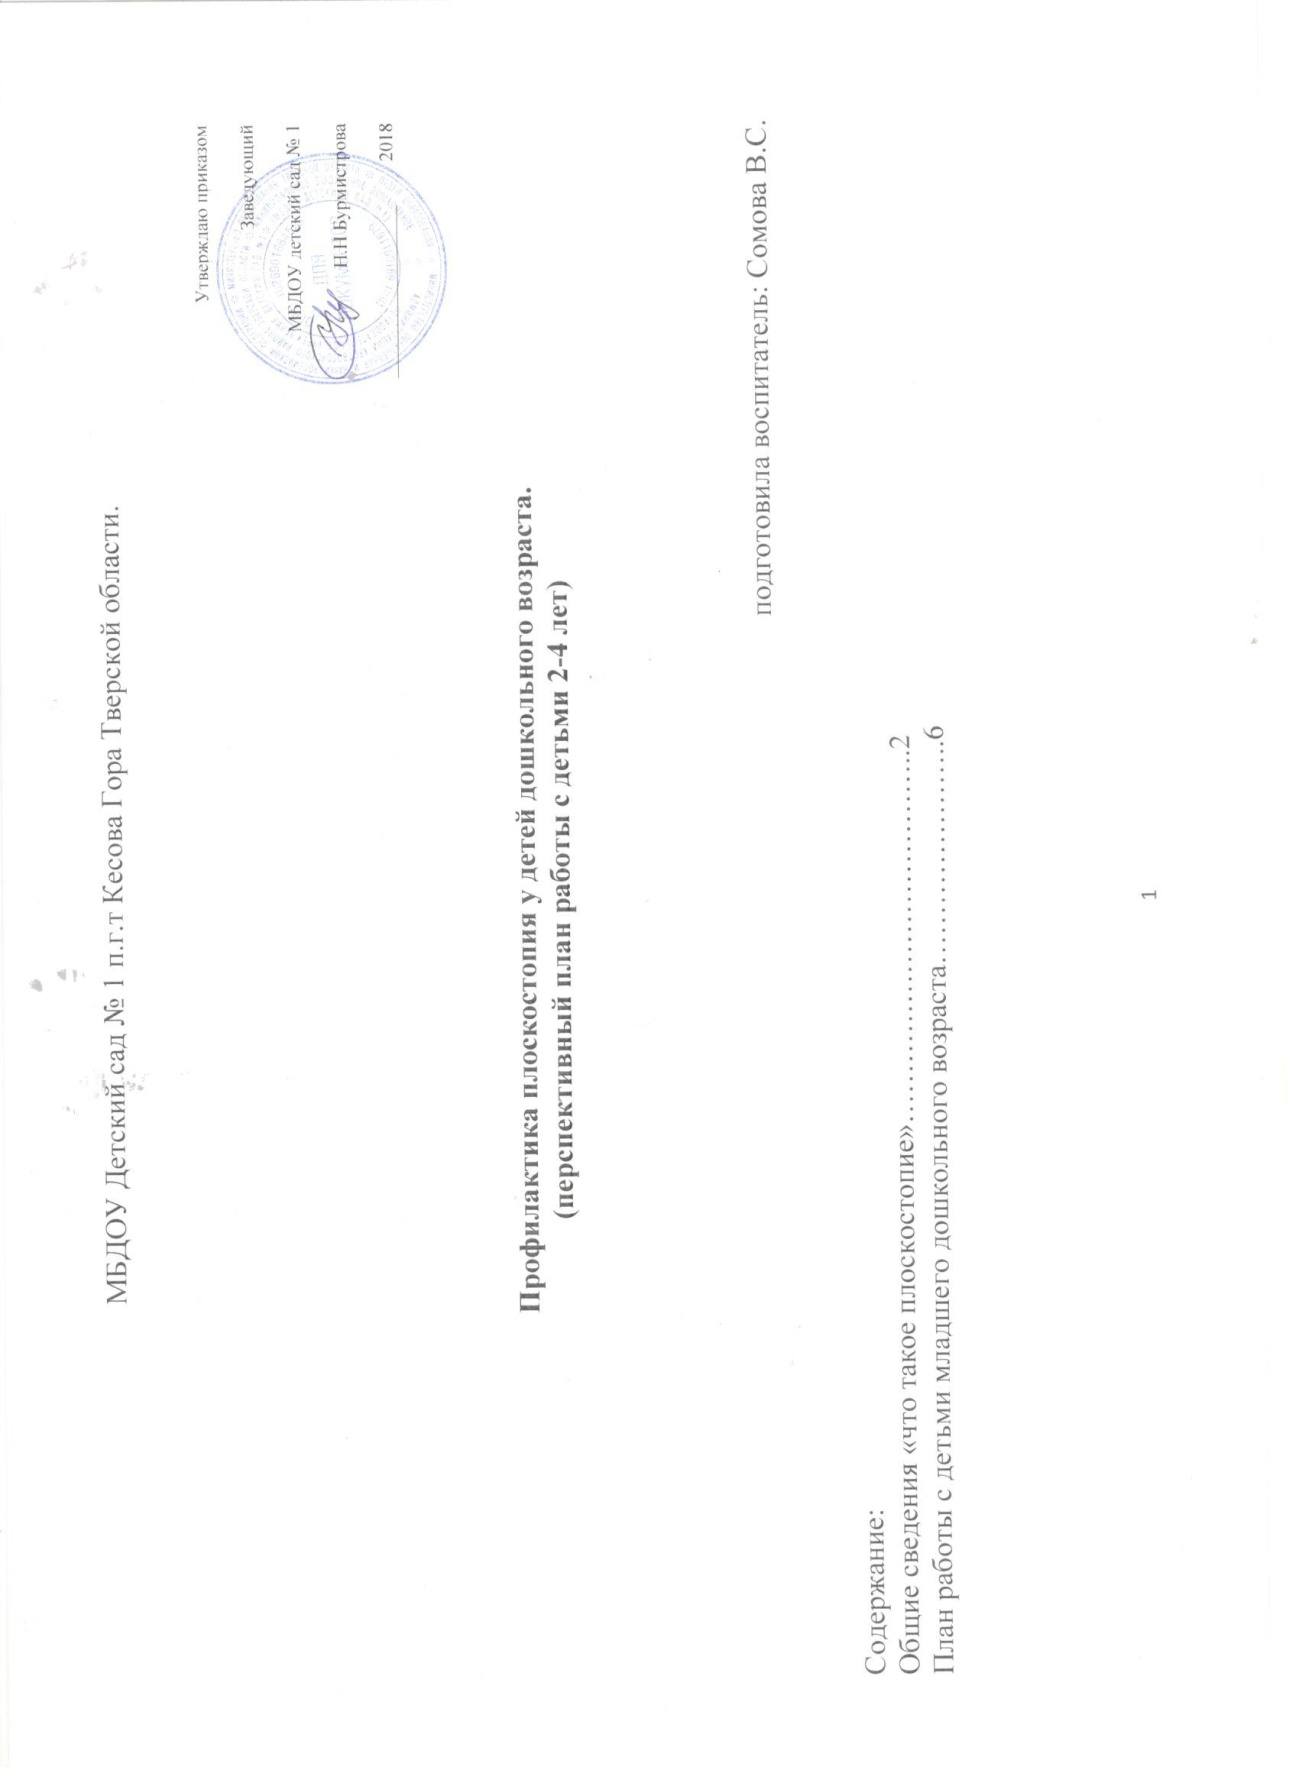 МБДОУ Детский сад № 1 п.г.т Кесова Гора Тверской области.
Утверждаю приказом
Заведующий
МБДОУ детский сад № 1
Н.Н.Бурмистрова
2018
Профилактика плоскостопия у детей дошкольного возраста.
(перспективный план работы с детьми 2-4 лет)
подготовила воспитатель: Сомова В.С.
Содержание:
Общие сведения «что такое плоскостопие»……………………………………2
План работы с детьми младшего дошкольного возраста……………………6
1